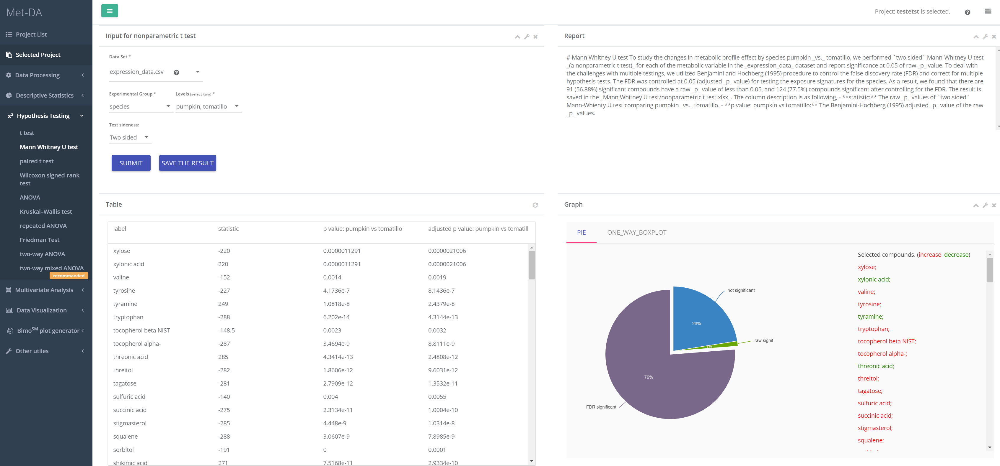 Met-DA
Project List
Selected Project
Data Processing
Descriptive Statistics
x² Hypothesis Testing
t test
Mann Whitney U test
paired t test
Wilcoxon signed-rank
test
ANOVA
Kruskal–Wallis test
repeated ANOVA
Friedman Test
two-way ANOVA
two-way mixed ANOVA
recommanded
Multivariate Analysis
Data Visualization
Bimo^SM plot generator
Other utiles
Project: testetst is selected.
Input for nonparametric t test
Data Set *
expression_data.csv
Experimental Group * Levels (select two) *
species pumpkin, tomatillo
Test sideness:
Two sided
SUBMIT SAVE THE RESULT
Report
# Mann Whitney U test To study the changes in metabolic profile effect by species pumpkin _vs._ tomatillo, we performed `two.sided` Mann-Whitney U test
_(a nonparametric t test)_ for each of the metabolic variable in the _expression_data_ dataset and report significance at 0.05 of raw _p_ value. To deal with
the challenges with multiple testings, we utilized Benjamini and Hochberg (1995) procedure to control the false discovery rate (FDR) and correct for multiple
hypothesis tests. The FDR was controlled at 0.05 (adjusted _p_ value) for testing the exposure signatures for the species. As a result, we found that there are
91 (56.88%) significant compounds have a raw _p_ value of less than 0.05, and 124 (77.5%) compounds significant after controlling for the FDR. The result is
saved in the _Mann Whitney U test/nonparametric t test.xlsx_. The column description is as following, - **statistic:** The raw _p_ values of `two.sided`
Mann-Whienty U test comparing pumpkin _vs._ tomatillo. - **p value: pumpkin vs tomatillo:** The Benjamini-Hochberg (1995) adjusted _p_ value of the raw
_p_ values.
Table
label statistic p value: pumpkin vs tomatillo adjusted p value: pumpkin vs tomatill
xylose -220 0.0000011291 0.0000021006
xylonic acid 220 0.0000011291 0.0000021006
valine -152 0.0014 0.0019
tyrosine -227 4.1736e-7 8.1436e-7
tyramine 249 1.0818e-8 2.4379e-8
tryptophan -288 6.202e-14 4.3144e-13
tocopherol beta NIST -148.5 0.0023 0.0032
tocopherol alpha- -287 3.4694e-9 8.8111e-9
threonic acid 285 4.3414e-13 2.4808e-12
threitol -282 1.8606e-12 9.6031e-12
tagatose -281 2.7909e-12 1.3532e-11
sulfuric acid -140 0.004 0.0055
succinic acid -275 2.3134e-11 1.0004e-10
stigmasterol -285 4.448e-9 1.0314e-8
squalene -288 3.0607e-9 7.8985e-9
sorbitol -191 0 0.0001
shikimic acid 271 7.5168e-11 2.9334e-10
Graph
PIE ONE_WAY_BOXPLOT
not significant
23%
raw signif
1%
76%
FDR significant
Selected compounds. (increase decrease)
xylose;
xylonic acid;
valine;
tyrosine;
tyramine;
tryptophan;
tocopherol beta NIST;
tocopherol alpha-;
threonic acid;
threitol;
tagatose;
sulfuric acid;
succinic acid;
stigmasterol;
squalene;